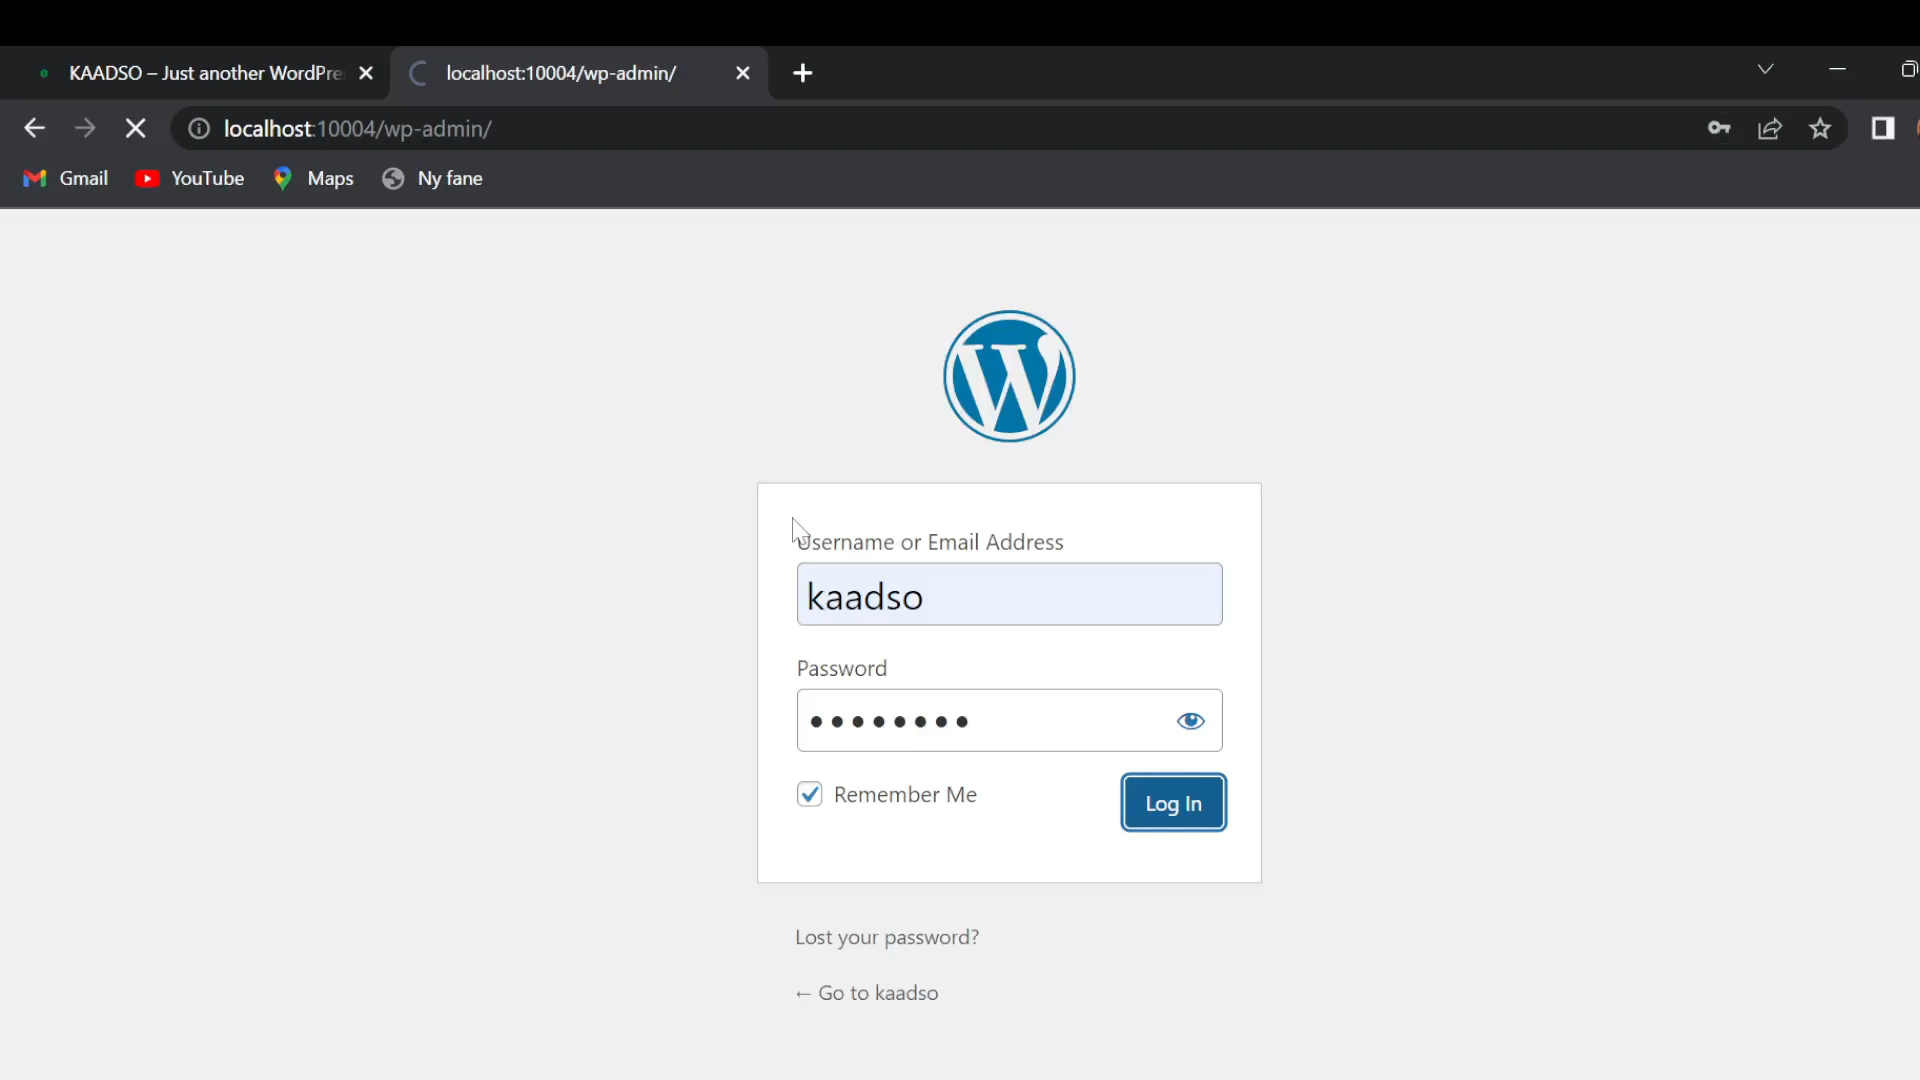 KAADSO – Just another WordPre
localhost:10004/wp-admin/
localhost:10004/wp-admin/
Gmail
YouTube
Maps
Ny fane
Username or Email Address
kaadso
Password
Remember Me
Log In
Lost your password?
← Go to kaadso